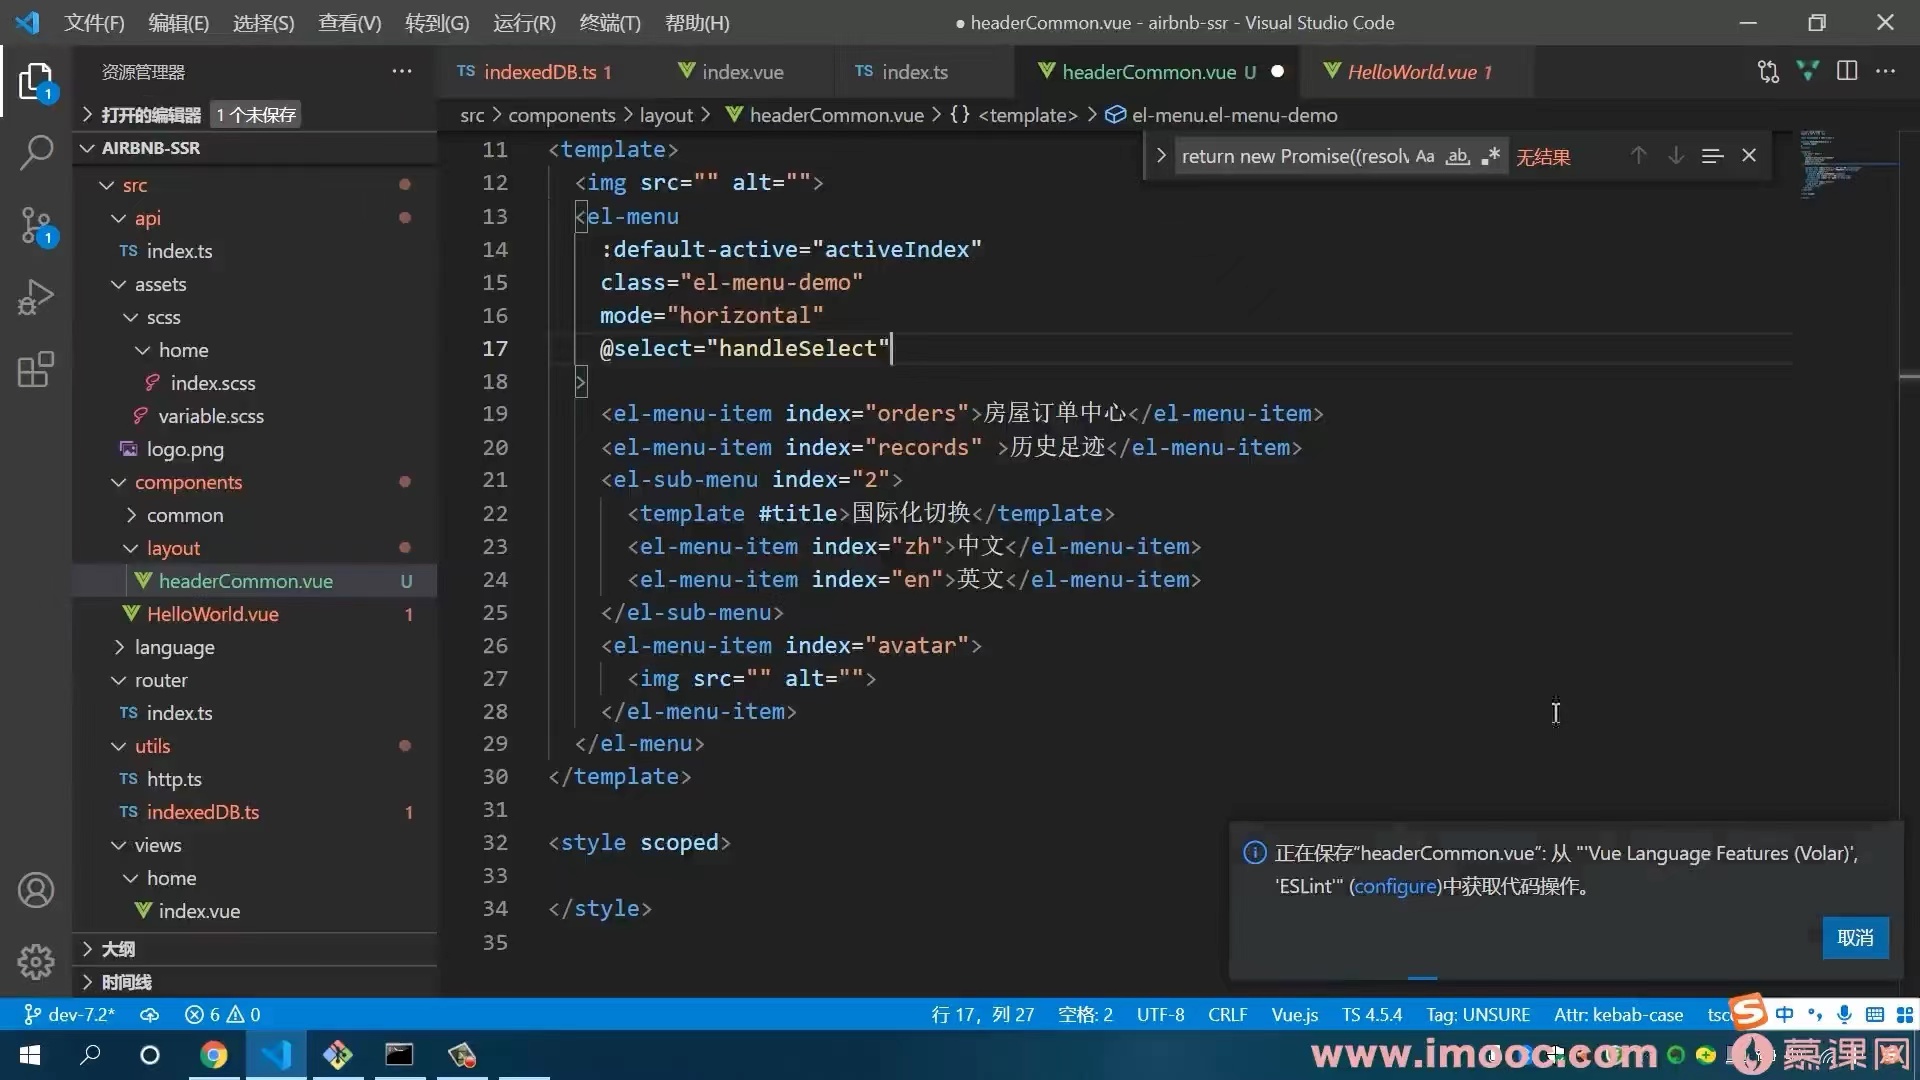 文件(F) 编辑(E) 选择(S) 查看(V) 转到(G) 运行(R) 终端(T) 帮助(H) ● headerCommon.vue - airbnb-ssr - Visual Studio Code
资源管理器
打开的编辑器 1 个未保存
AIRBNB-SSR
src
api
TS index.ts
assets
scss
home
index.scss
variable.scss
logo.png
components
common
layout
headerCommon.vue U
HelloWorld.vue 1
language
router
TS index.ts
utils
TS http.ts
TS indexedDB.ts 1
views
home
index.vue
大纲
时间线
1
1
TS indexedDB.ts 1 index.vue TS index.ts headerCommon.vue U ● HelloWorld.vue 1
src > components > layout > headerCommon.vue > {} <template> > el-menu.el-menu-demo
return new Promise((resolv Aa ab .* 无结果
11 <template>
12 <img src="" alt="">
13 <el-menu
14 :default-active="activeIndex"
15 class="el-menu-demo"
16 mode="horizontal"
17 @select="handleSelect"
18 >
19 <el-menu-item index="orders">房屋订单中心</el-menu-item>
20 <el-menu-item index="records" >历史足迹</el-menu-item>
21 <el-sub-menu index="2">
22 <template #title>国际化切换</template>
23 <el-menu-item index="zh">中文</el-menu-item>
24 <el-menu-item index="en">英文</el-menu-item>
25 </el-sub-menu>
26 <el-menu-item index="avatar">
27 <img src="" alt="">
28 </el-menu-item>
29 </el-menu>
30 </template>
31
32 <style scoped>
33
34 </style>
35
正在保存"headerCommon.vue": 从 "'Vue Language Features (Volar)',
'ESLint'" (configure)中获取代码操作。
取消
dev-7.2* 6 0 行 17，列 27 空格: 2 UTF-8 CRLF Vue.js TS 4.5.4 Tag: UNSURE Attr: kebab-case tsc
中
www.imooc.com 慕课网